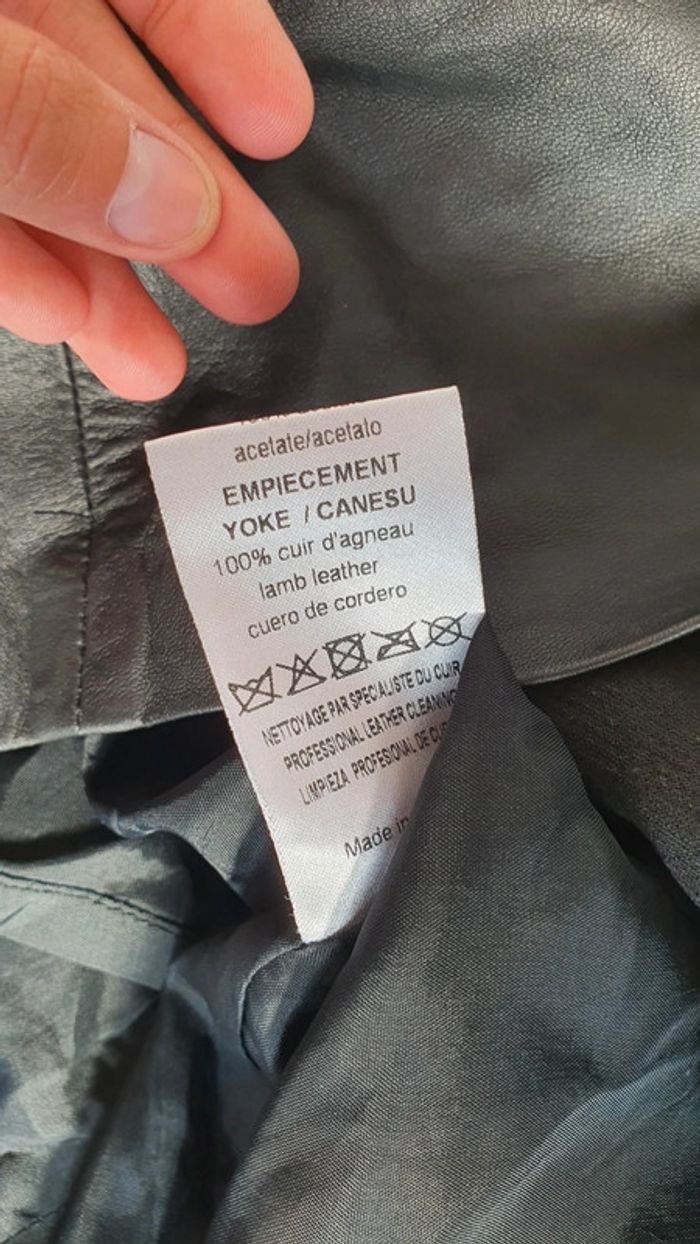 acetate/acetalo
EMPIECEMENT
YOKE / CANESU
100% cuir d'agneau
lamb leather
cuero de cordero
NETTOYAGE PAR SPECIALISTE DU CUIR
PROFESSIONAL LEATHER CLEANING
LIMPIEZA PROFESIONAL DE
Made in